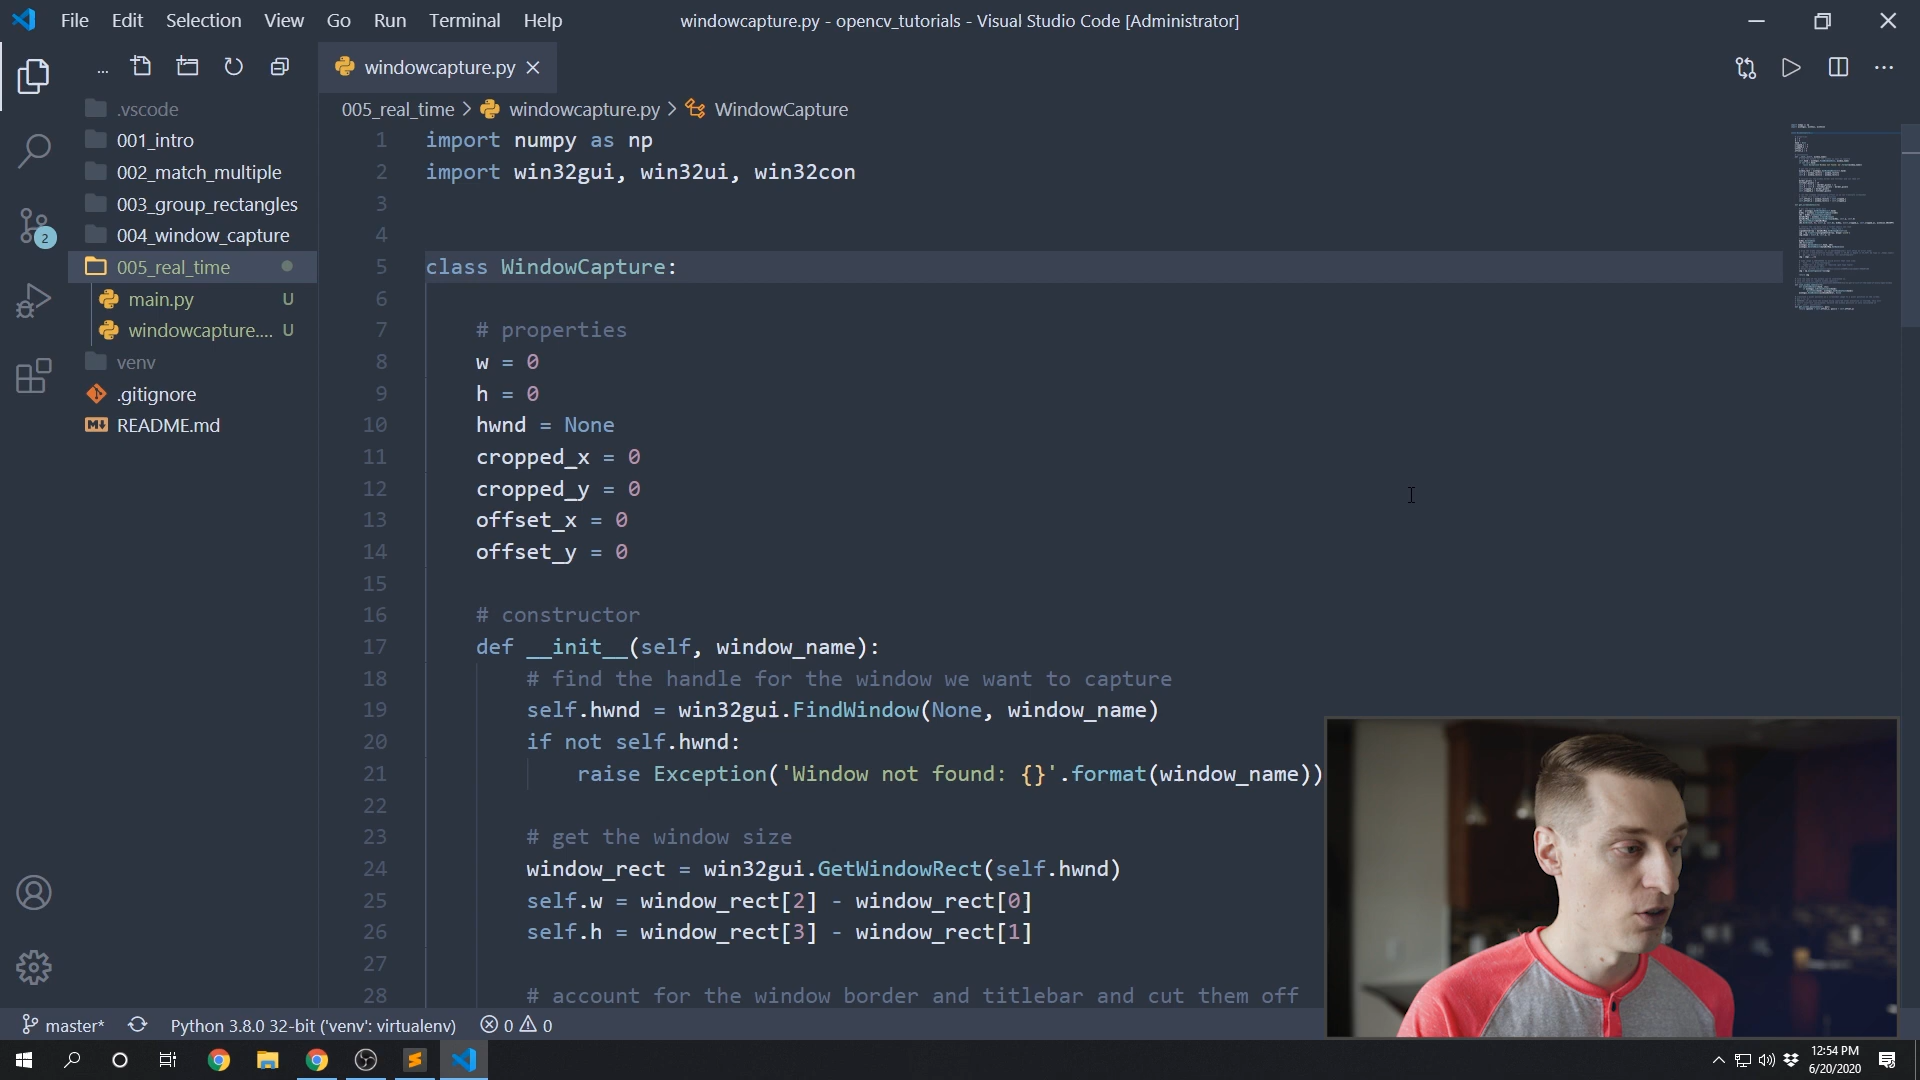 File Edit Selection View Go Run Terminal Help
windowcapture.py - opencv_tutorials - Visual Studio Code [Administrator]
windowcapture.py
005_real_time > windowcapture.py > WindowCapture
.vscode
001_intro
002_match_multiple
003_group_rectangles
004_window_capture
005_real_time
main.py U
windowcapture.... U
venv
.gitignore
README.md
2
1 import numpy as np
2 import win32gui, win32ui, win32con
3
4
5 class WindowCapture:
6
7 # properties
8 w = 0
9 h = 0
10 hwnd = None
11 cropped_x = 0
12 cropped_y = 0
13 offset_x = 0
14 offset_y = 0
15
16 # constructor
17 def __init__(self, window_name):
18 # find the handle for the window we want to capture
19 self.hwnd = win32gui.FindWindow(None, window_name)
20 if not self.hwnd:
21 raise Exception('Window not found: {}'.format(window_name))
22
23 # get the window size
24 window_rect = win32gui.GetWindowRect(self.hwnd)
25 self.w = window_rect[2] - window_rect[0]
26 self.h = window_rect[3] - window_rect[1]
27
28 # account for the window border and titlebar and cut them off
master* Python 3.8.0 32-bit ('venv': virtualenv) 0 0
12:54 PM
6/20/2020